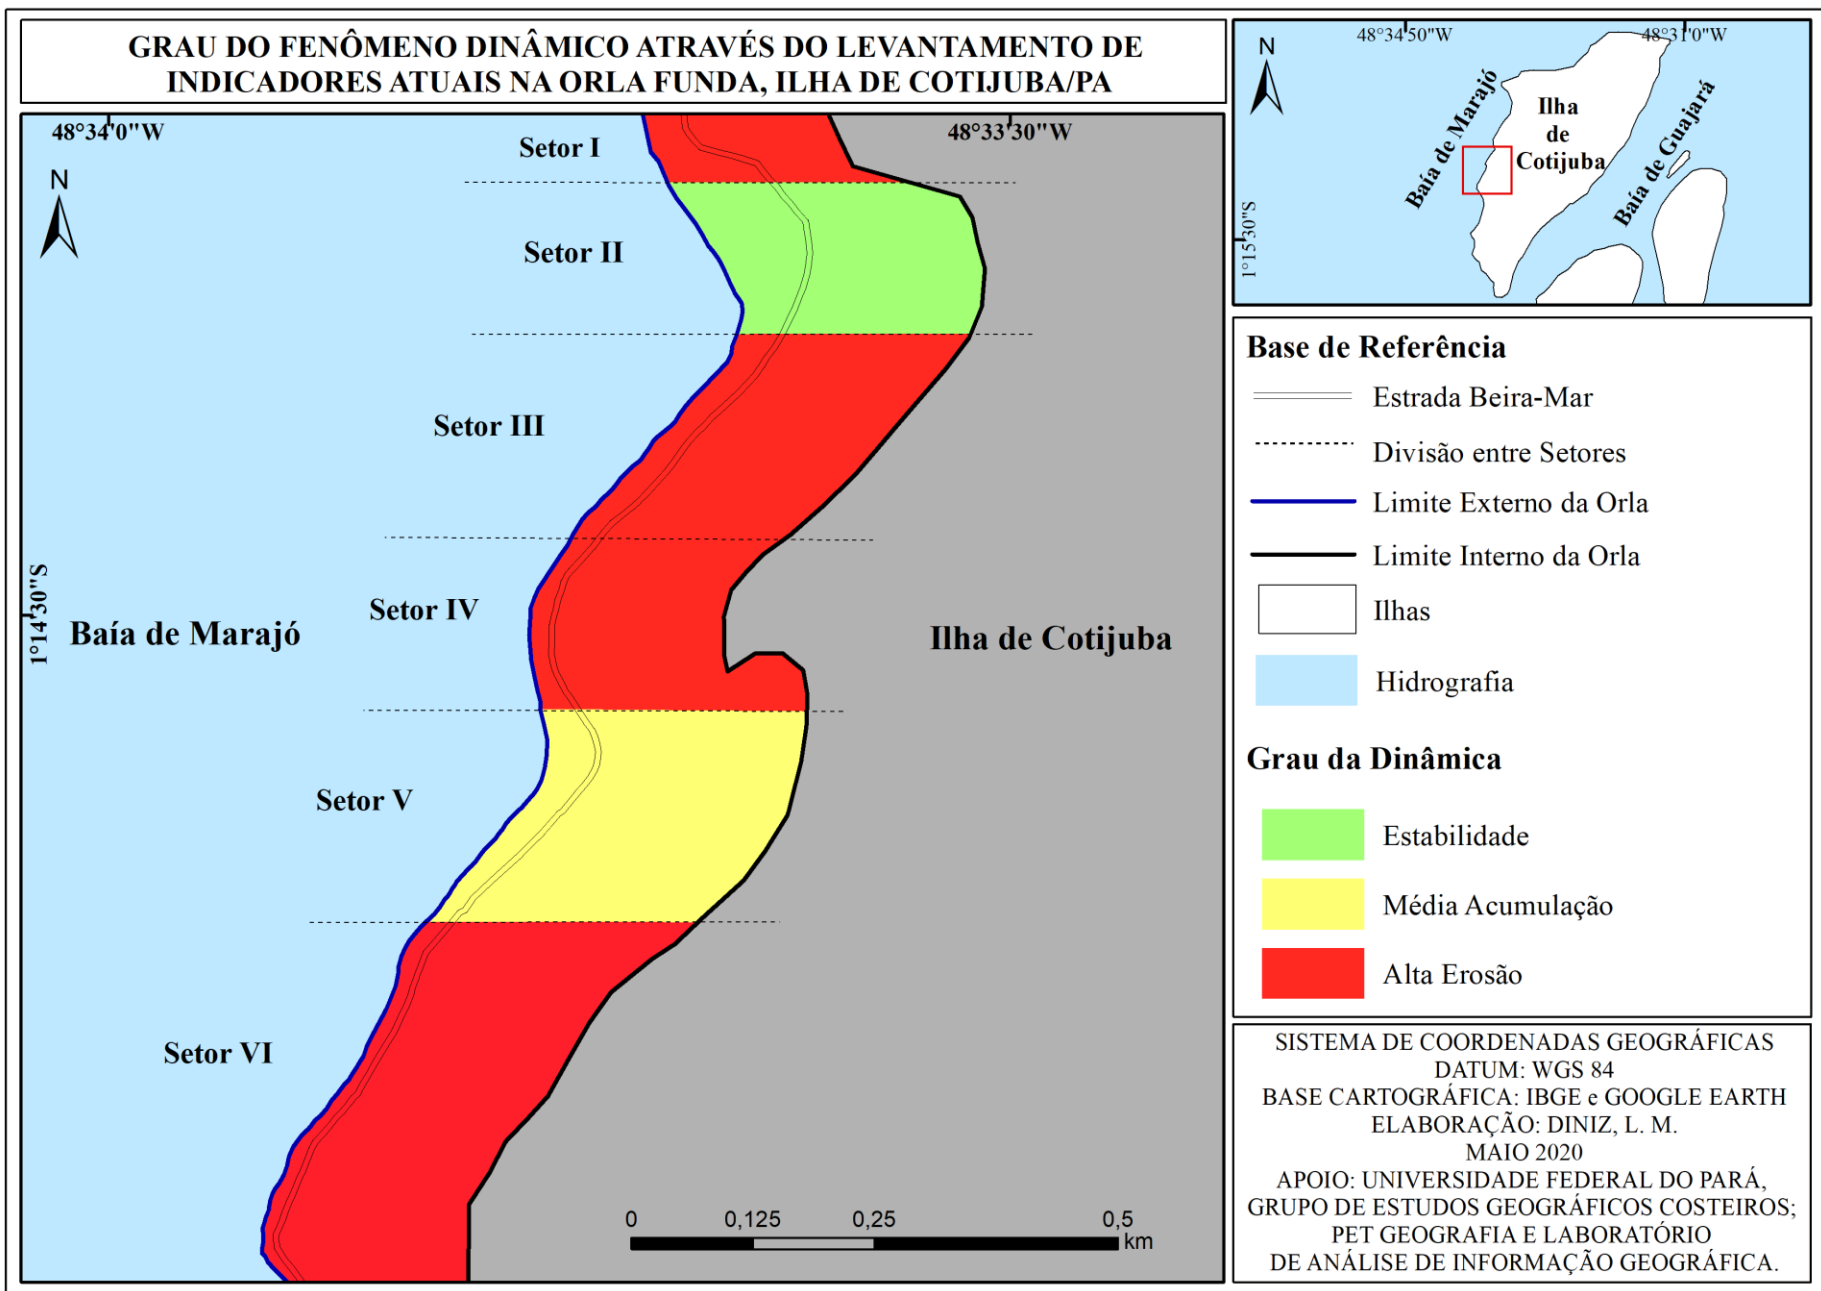 GRAU DO FENÔMENO DINÂMICO ATRAVÉS DO LEVANTAMENTO DE
INDICADORES ATUAIS NA ORLA FUNDA, ILHA DE COTIJUBA/PA
48°34'0"W
48°33'30"W
N
Setor I
Setor II
Setor III
Setor IV
Setor V
Setor VI
1°14'30"S
Baía de Marajó
Ilha de Cotijuba
0
0,125
0,25
0,5
km
48°34'50"W
48°31'0"W
N
Baía de Marajó
Ilha
de
Cotijuba
Baía de Guajará
1°15'30"S
Base de Referência
Estrada Beira-Mar
Divisão entre Setores
Limite Externo da Orla
Limite Interno da Orla
Ilhas
Hidrografia
Grau da Dinâmica
Estabilidade
Média Acumulação
Alta Erosão
SISTEMA DE COORDENADAS GEOGRÁFICAS
DATUM: WGS 84
BASE CARTOGRÁFICA: IBGE e GOOGLE EARTH
ELABORAÇÃO: DINIZ, L. M.
MAIO 2020
APOIO: UNIVERSIDADE FEDERAL DO PARÁ,
GRUPO DE ESTUDOS GEOGRÁFICOS COSTEIROS;
PET GEOGRAFIA E LABORATÓRIO
DE ANÁLISE DE INFORMAÇÃO GEOGRÁFICA.